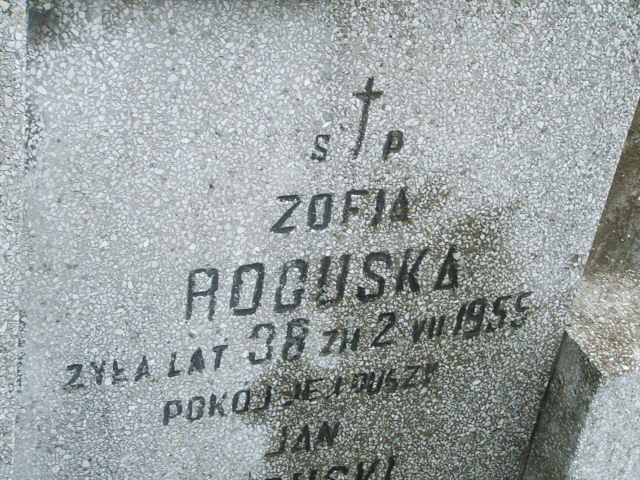 Ś P
ZOFIA
ROGUSKA
ŻYŁA LAT 38 ZM 2 VII 1955
POKÓJ JEJ DUSZY
JAN